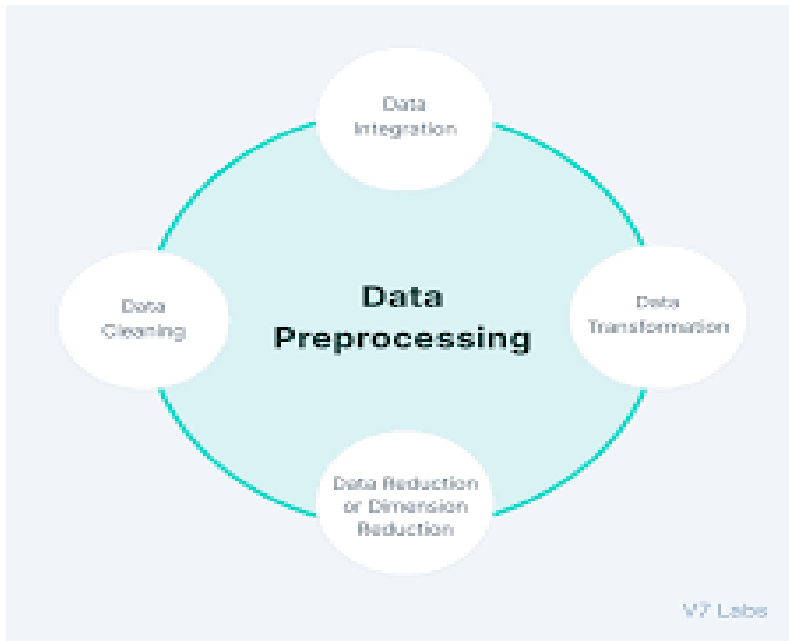 Data
Integration
Data
Cleaning
Data
Preprocessing
Data
Transformation
Data Reduction
or Dimension
Reduction
V7 Labs